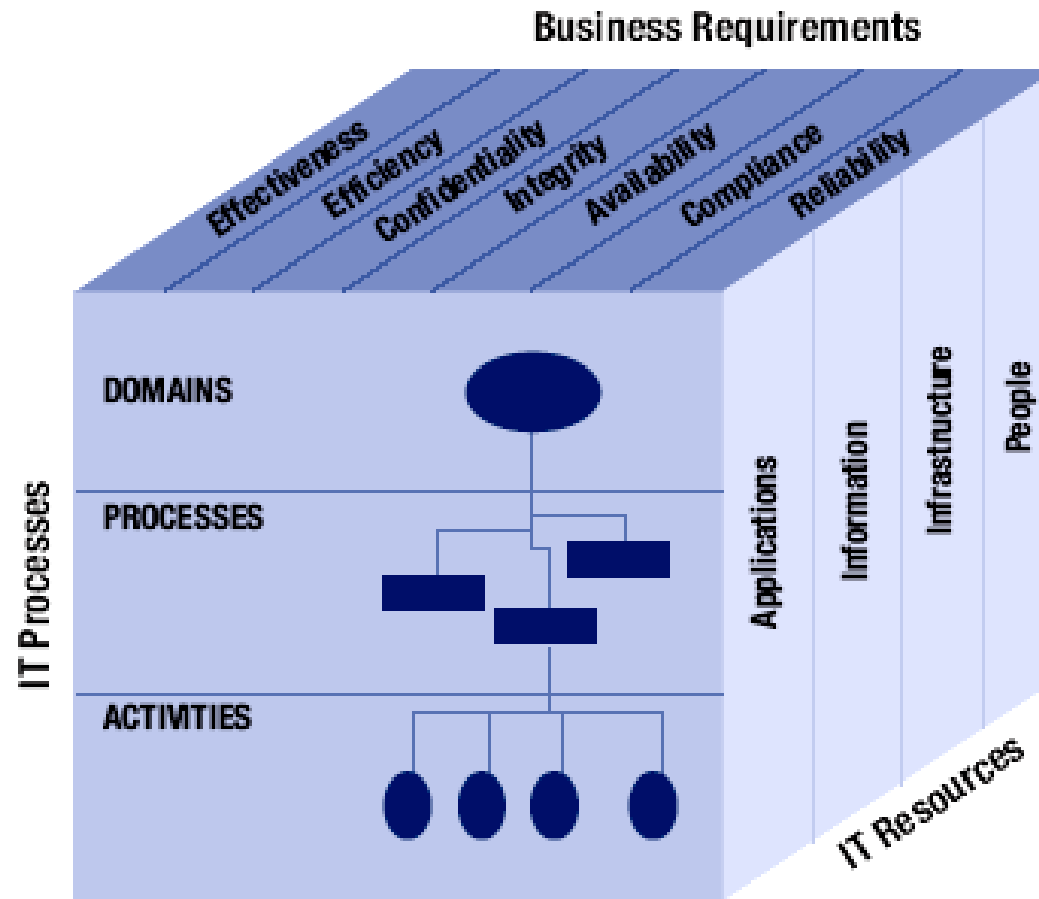 Business Requirements
Effectiveness
Efficiency
Confidentiality
Integrity
Availability
Compliance
Reliability
IT Processes
DOMAINS
PROCESSES
ACTIVITIES
Applications
Information
Infrastructure
People
IT Resources